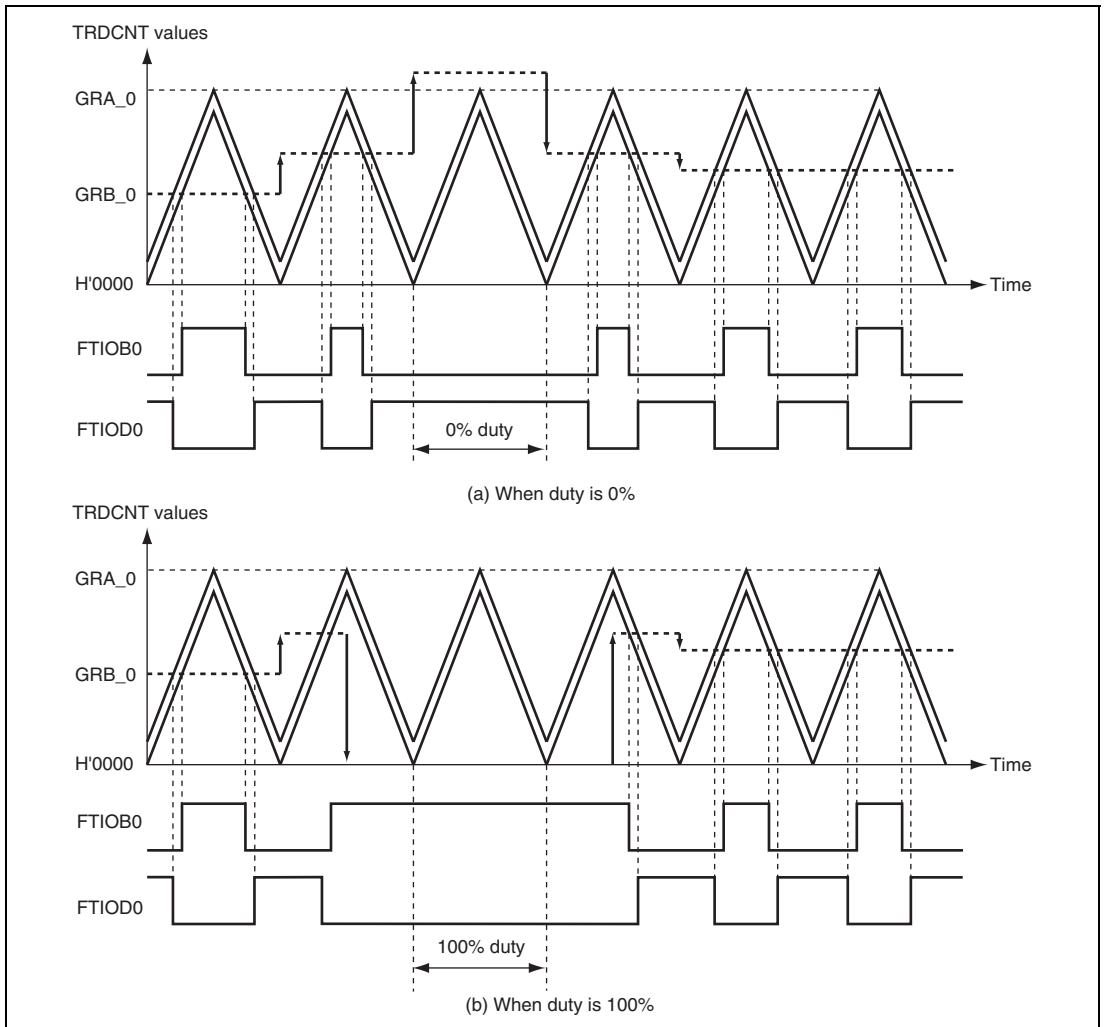 TRDCNT values
GRA_0
GRB_0
H'0000
Time
FTIOB0
FTIOD0
0% duty
(a) When duty is 0%
TRDCNT values
GRA_0
GRB_0
H'0000
Time
FTIOB0
FTIOD0
100% duty
(b) When duty is 100%